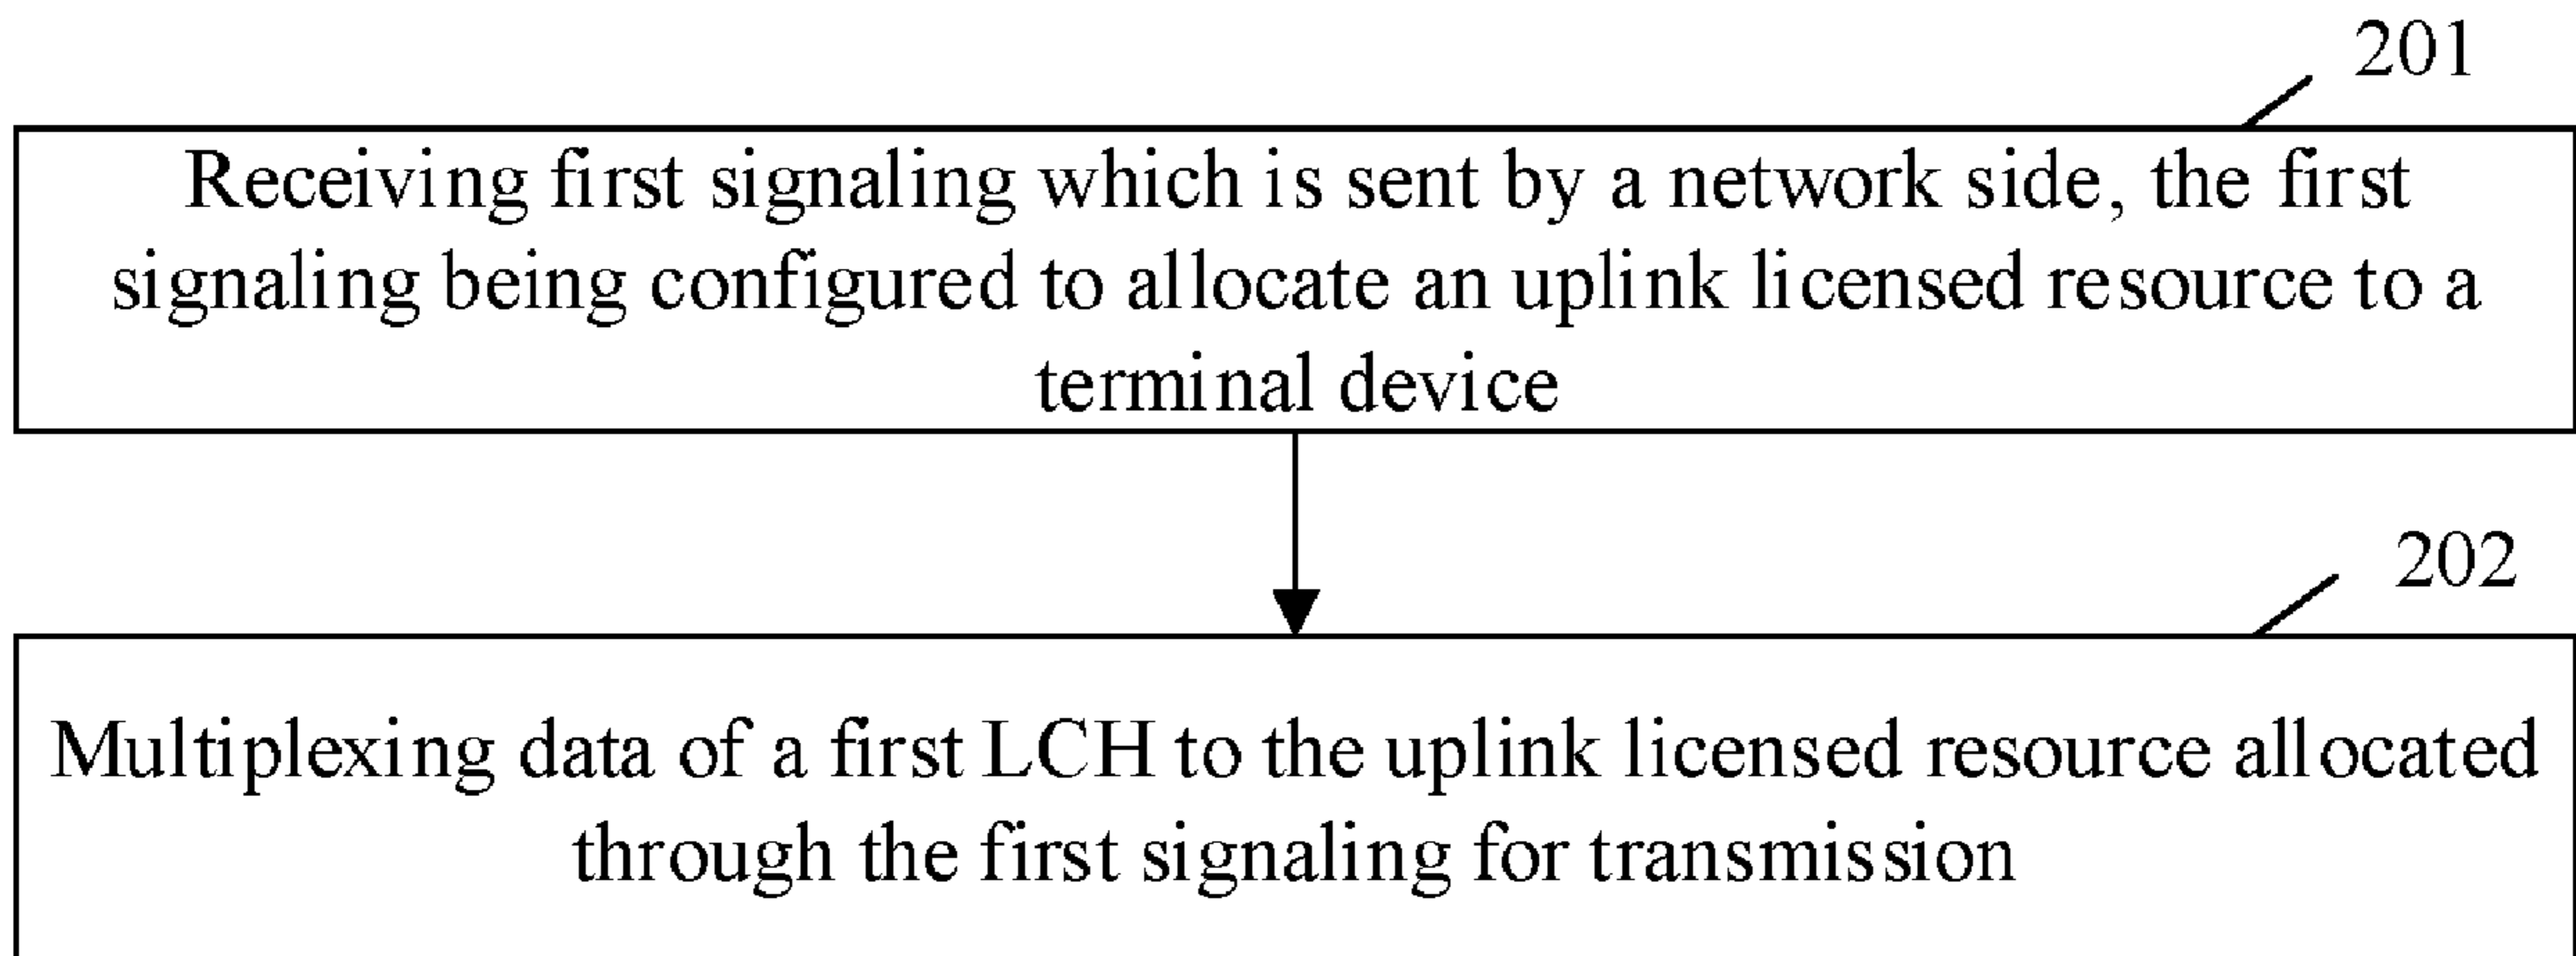 201
Receiving first signaling which is sent by a network side, the first
signaling being configured to allocate an uplink licensed resource to a
terminal device
202
Multiplexing data of a first LCH to the uplink licensed resource allocated
through the first signaling for transmission